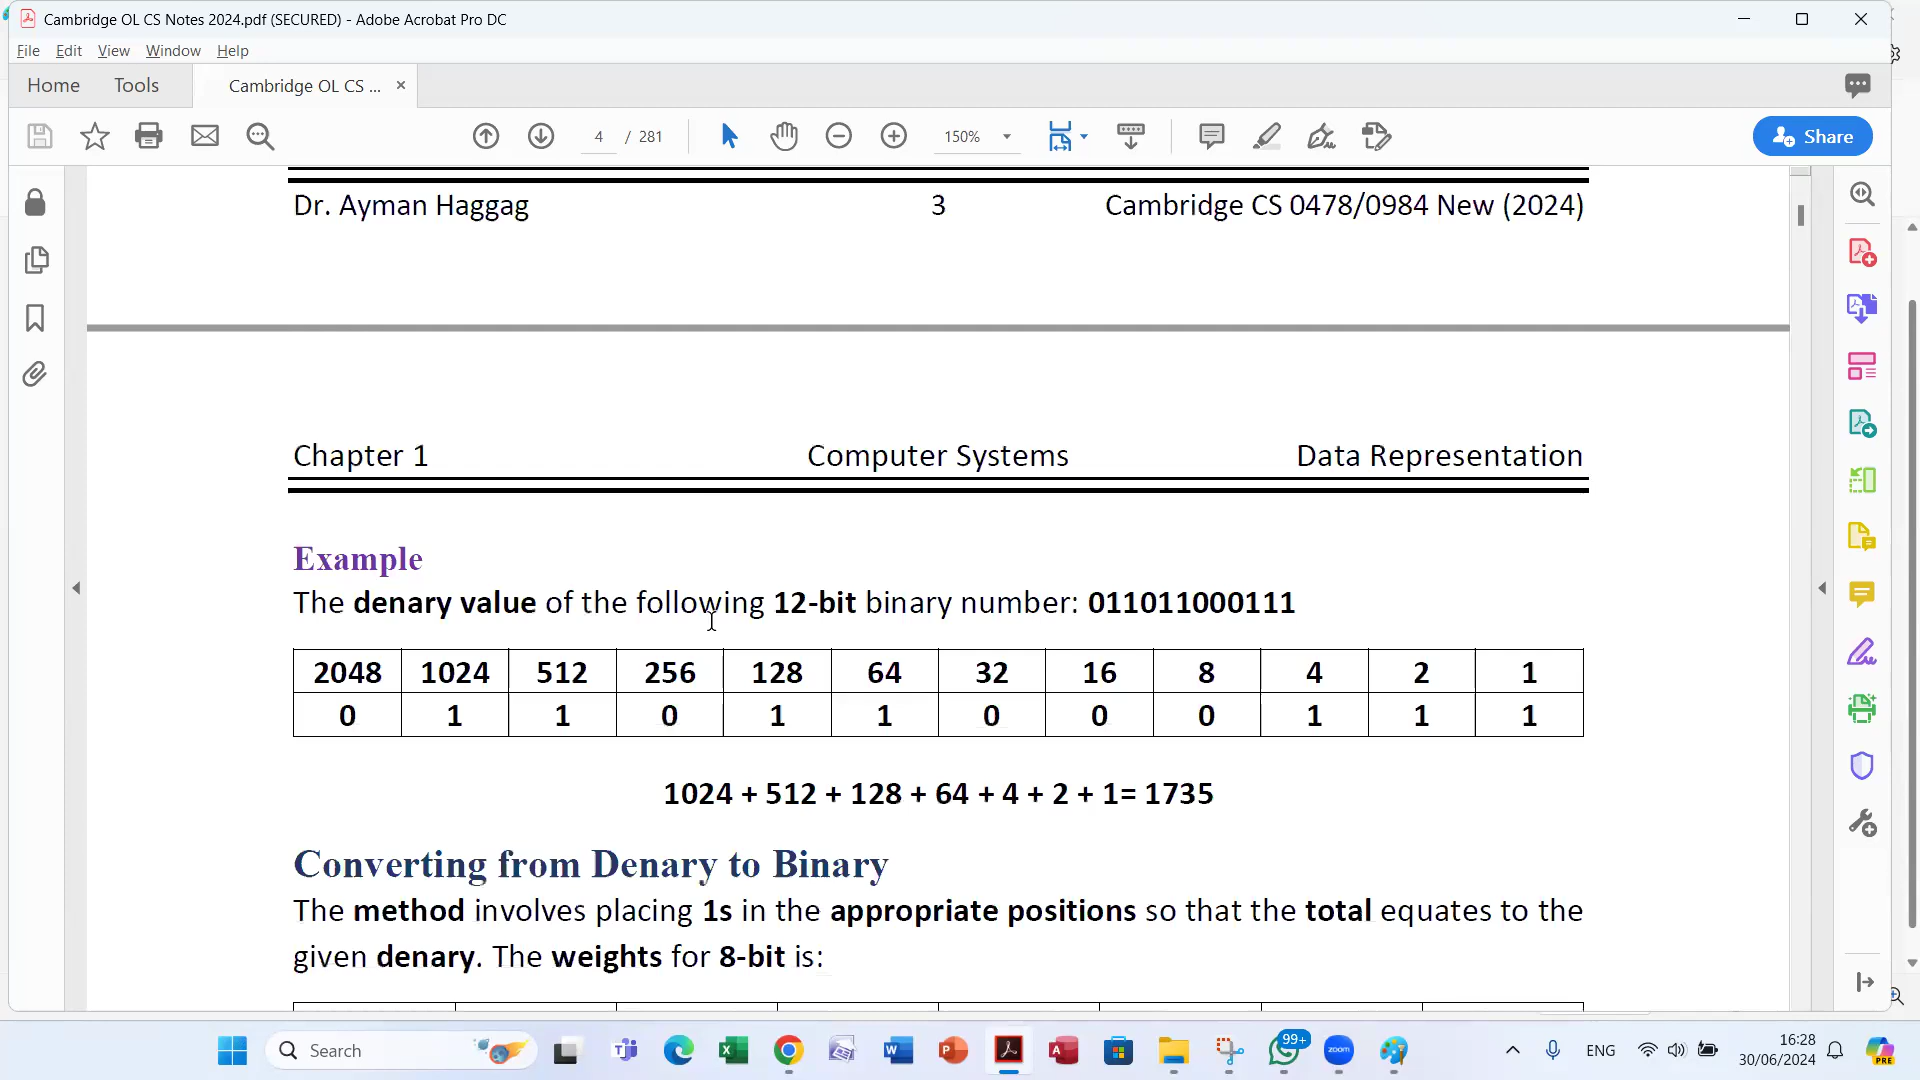 Cambridge OL CS Notes 2024.pdf (SECURED) - Adobe Acrobat Pro DC
File Edit View Window Help
Home Tools Cambridge OL CS ... ×
4 / 281 150% Share
Dr. Ayman Haggag 3 Cambridge CS 0478/0984 New (2024)
Chapter 1 Computer Systems Data Representation
Example
The denary value of the following 12-bit binary number: 011011000111
2048 1024 512 256 128 64 32 16 8 4 2 1
0 1 1 0 1 1 0 0 0 1 1 1
1024 + 512 + 128 + 64 + 4 + 2 + 1= 1735
Converting from Denary to Binary
The method involves placing 1s in the appropriate positions so that the total equates to the
given denary. The weights for 8-bit is:
Search 99+ zoom ENG 16:28
30/06/2024 PRE